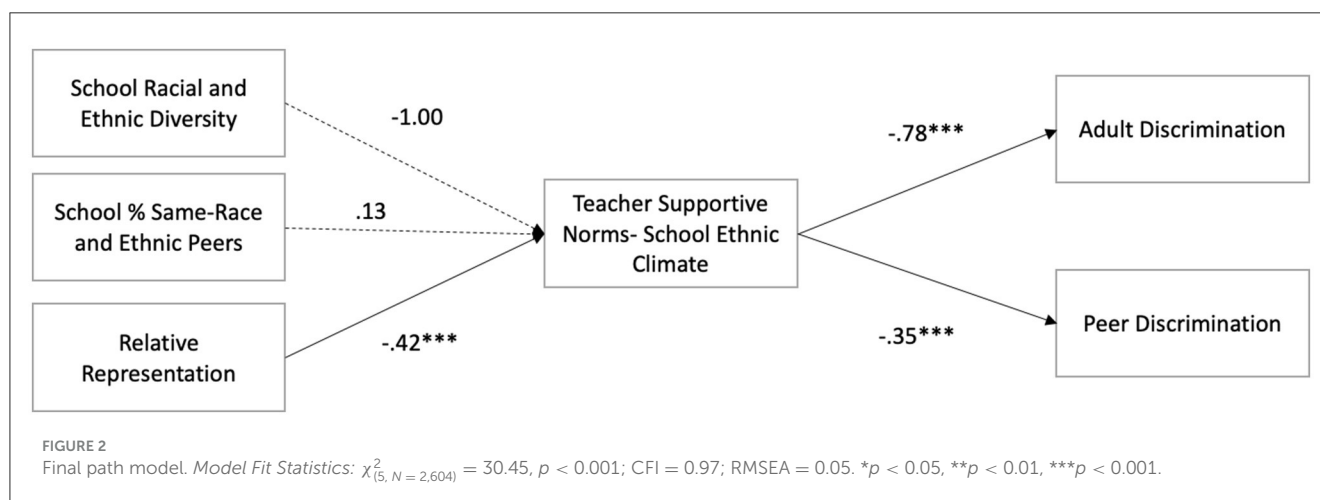 School Racial and
Ethnic Diversity
-1.00
School % Same-Race
and Ethnic Peers
.13
Relative
Representation
-.42***
Teacher Supportive
Norms- School Ethnic
Climate
-.78***
Adult Discrimination
-.35***
Peer Discrimination
FIGURE 2
Final path model. Model Fit Statistics: χ²(5, N = 2,604) = 30.45, p < 0.001; CFI = 0.97; RMSEA = 0.05. *p < 0.05, **p < 0.01, ***p < 0.001.